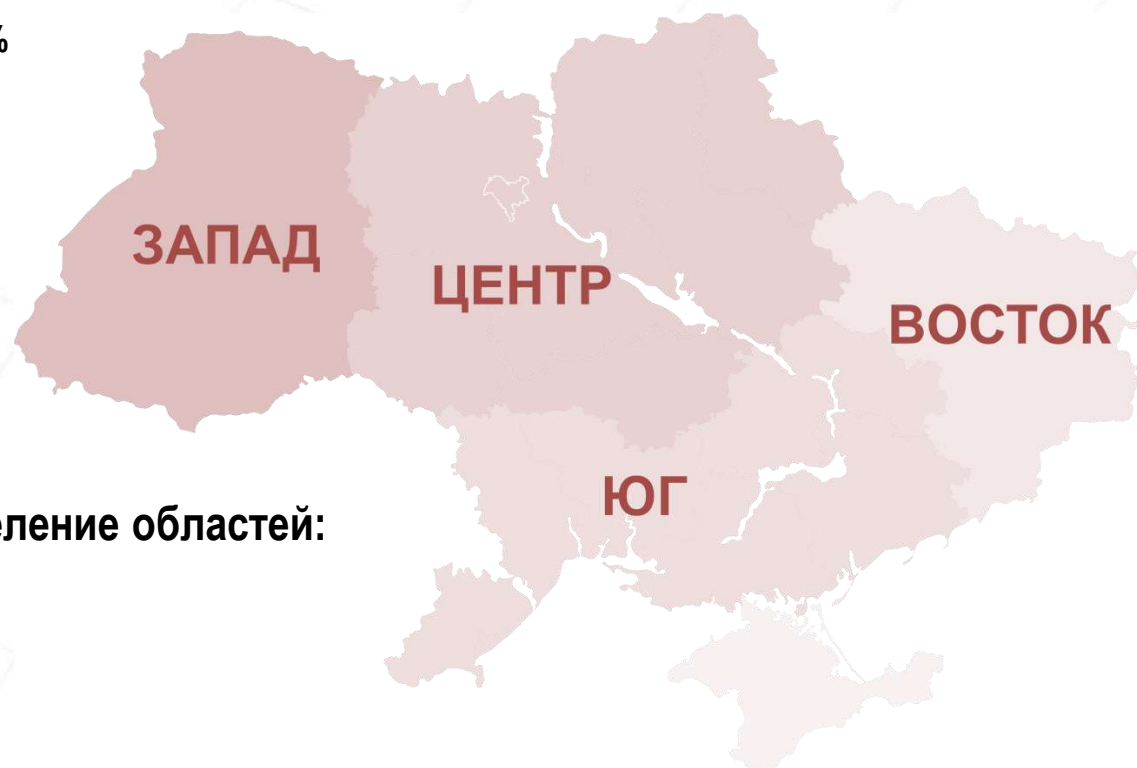 %
ЗАПАД
ЦЕНТР
ВОСТОК
ЮГ
еление областей: